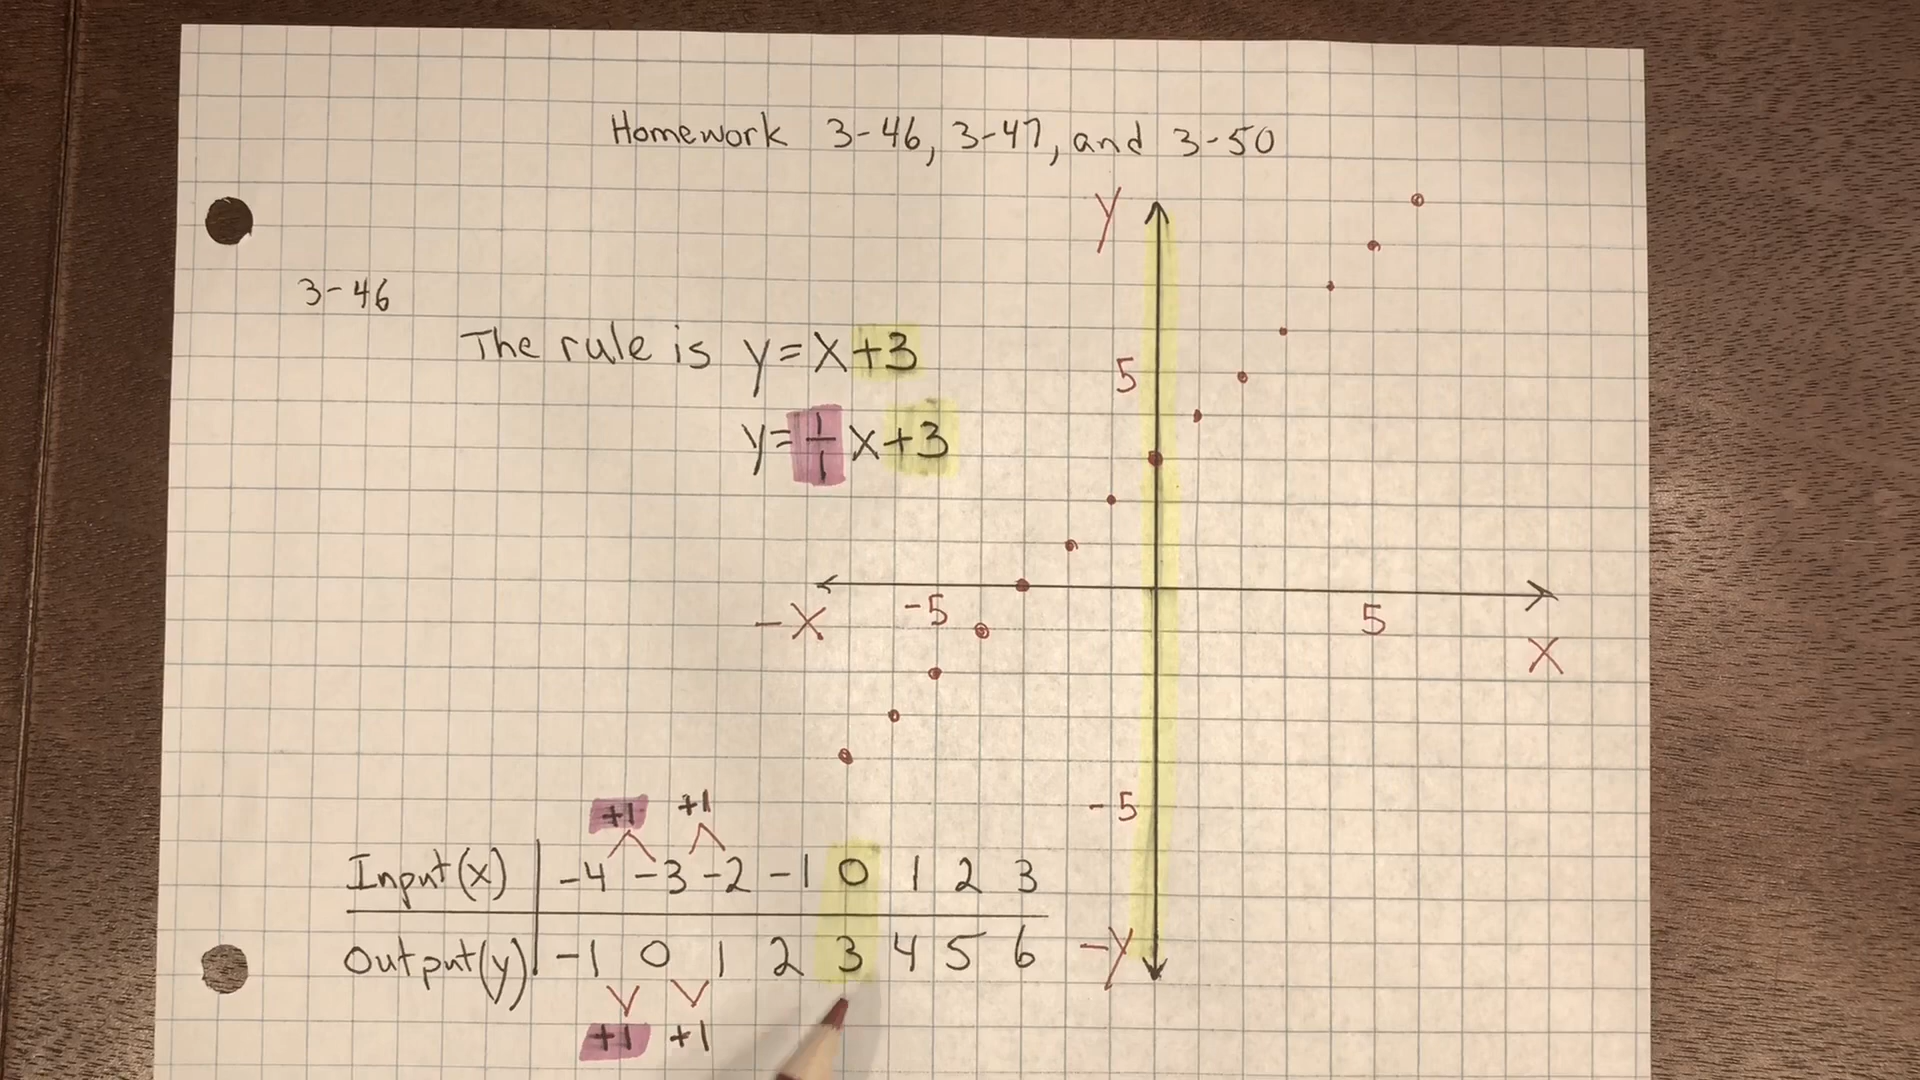 Homework 3-46, 3-47, and 3-50
3-46
The rule is y=x+3
y=1/1x+3
y
5
-x
-5
5
x
-5
-y
+1 +1
Input(x) -4 -3 -2 -1 0 1 2 3
Output(y) -1 0 1 2 3 4 5 6
+1 +1